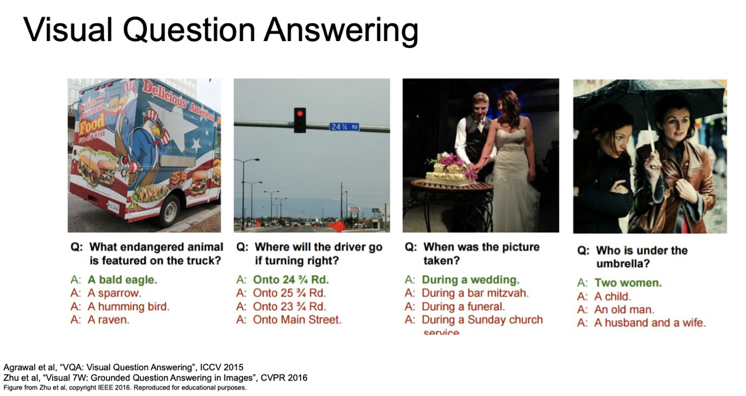 Visual Question Answering
Delicious
Food
24 ¾ Rd
Q: What endangered animal
is featured on the truck?
A: A bald eagle.
A: A sparrow.
A: A humming bird.
A: A raven.
Q: Where will the driver go
if turning right?
A: Onto 24 ¾ Rd.
A: Onto 25 ¾ Rd.
A: Onto 23 ¾ Rd.
A: Onto Main Street.
Q: When was the picture
taken?
A: During a wedding.
A: During a bar mitzvah.
A: During a funeral.
A: During a Sunday church
service.
Q: Who is under the
umbrella?
A: Two women.
A: A child.
A: An old man.
A: A husband and a wife.
Agrawal et al, “VQA: Visual Question Answering”, ICCV 2015
Zhu et al, “Visual 7W: Grounded Question Answering in Images”, CVPR 2016
Figure from Zhu et al, copyright IEEE 2016. Reproduced for educational purposes.